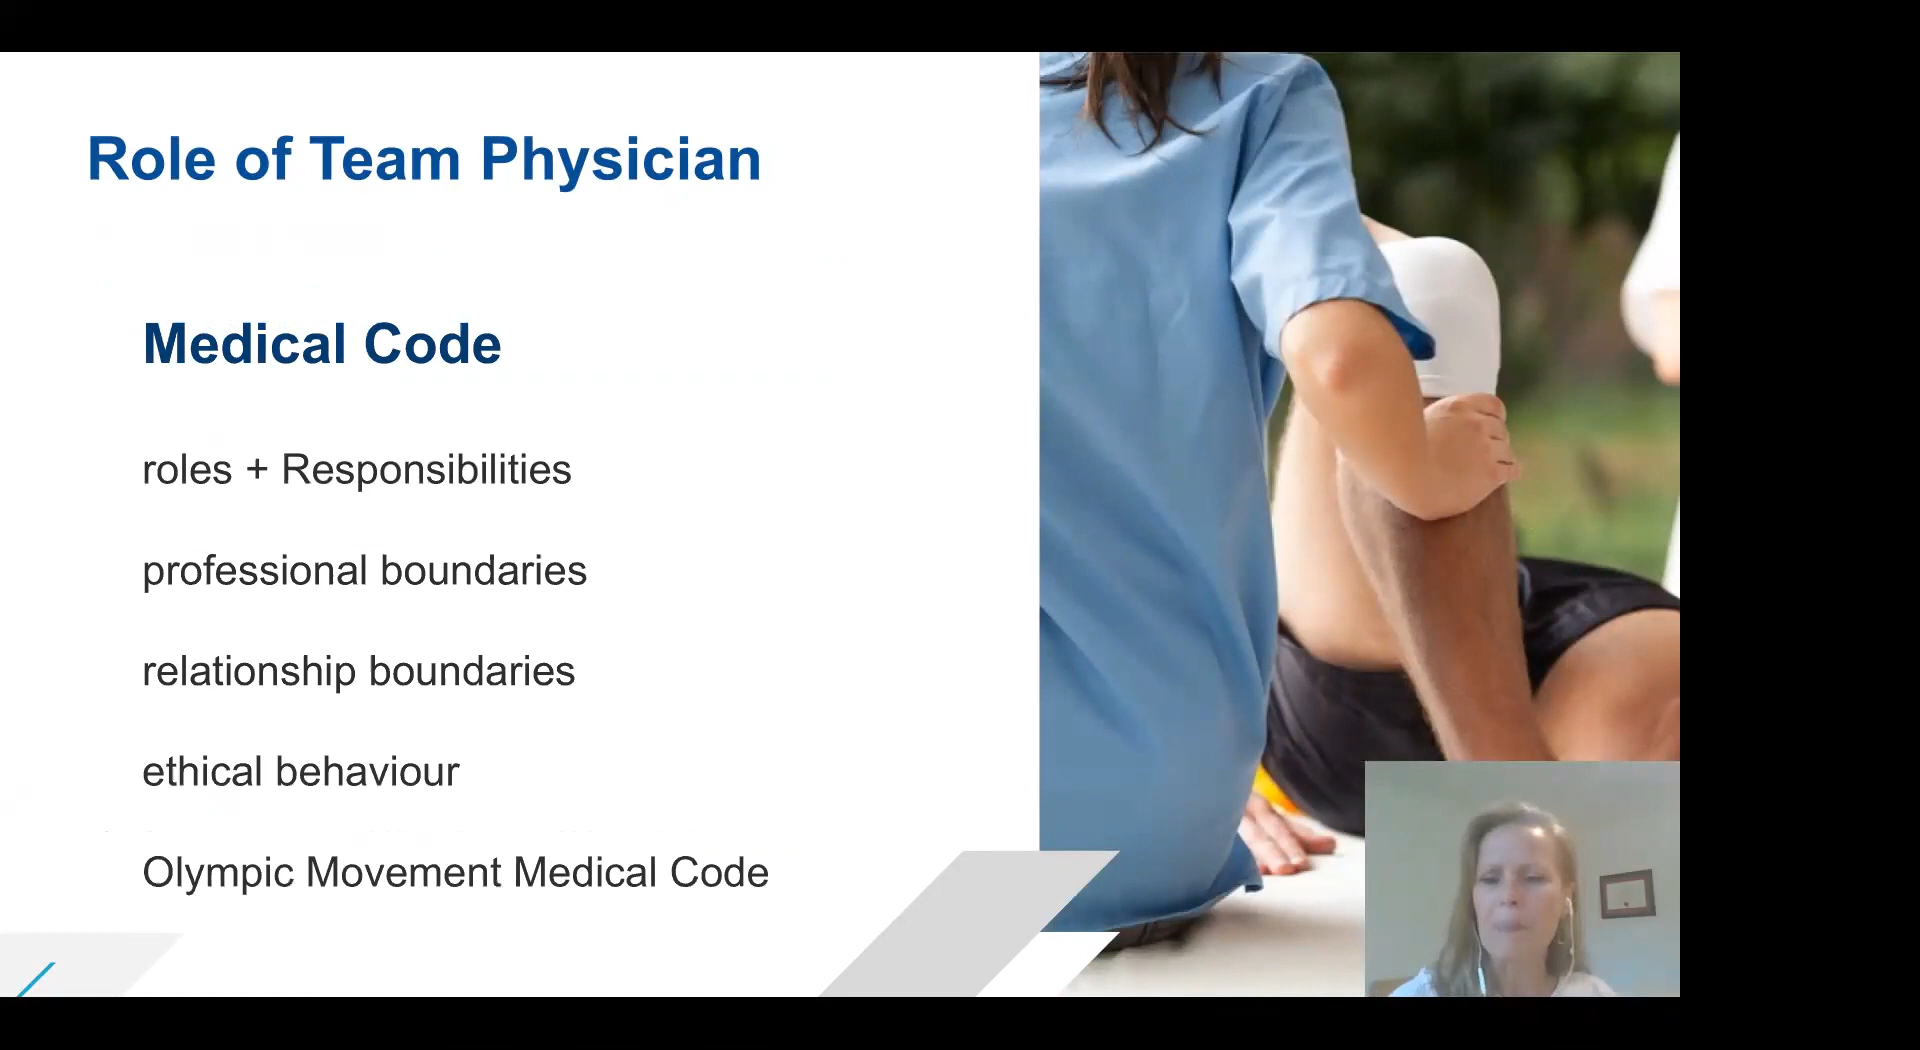 Role of Team Physician
Medical Code
roles + Responsibilities
professional boundaries
relationship boundaries
ethical behaviour
Olympic Movement Medical Code